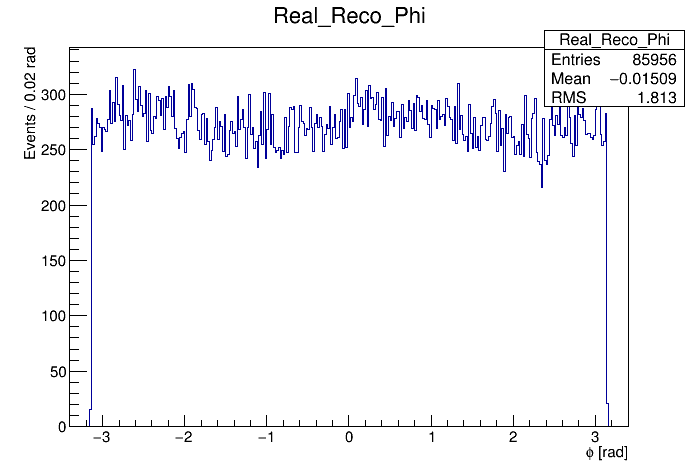 Real_Reco_Phi
Real_Reco_Phi
Entries 85956
Mean −0.01509
RMS 1.813
Events / 0.02 rad
300
250
200
150
100
50
0
−3 −2 −1 0 1 2 3
ϕ [rad]